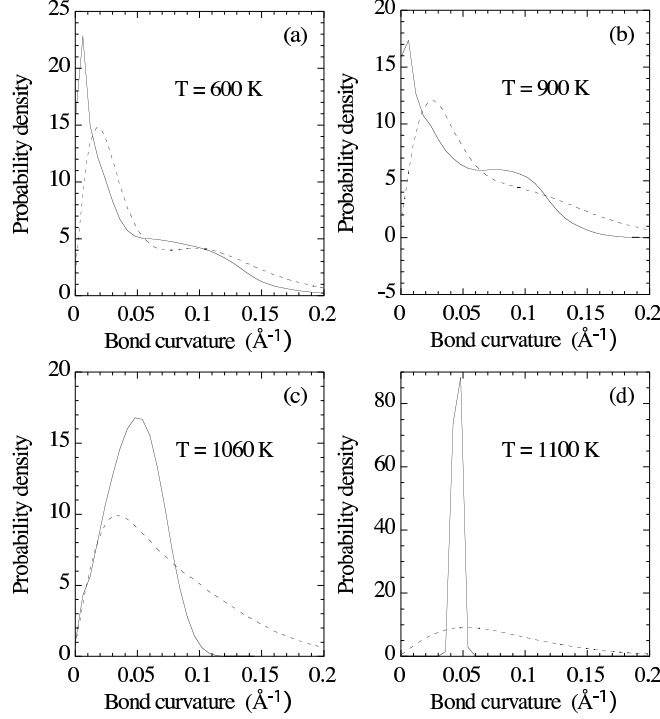 25
20
15
10
5
0
Probability density
(a)
T = 600 K
0
0.05
0.1
0.15
0.2
Bond curvature (Å-1)
20
15
10
5
0
-5
Probability density
(b)
T = 900 K
0
0.05
0.1
0.15
0.2
Bond curvature (Å-1)
20
15
10
5
0
Probability density
(c)
T = 1060 K
0
0.05
0.1
0.15
0.2
Bond curvature (Å-1)
80
60
40
20
0
Probability density
(d)
T = 1100 K
0
0.05
0.1
0.15
0.2
Bond curvature (Å-1)